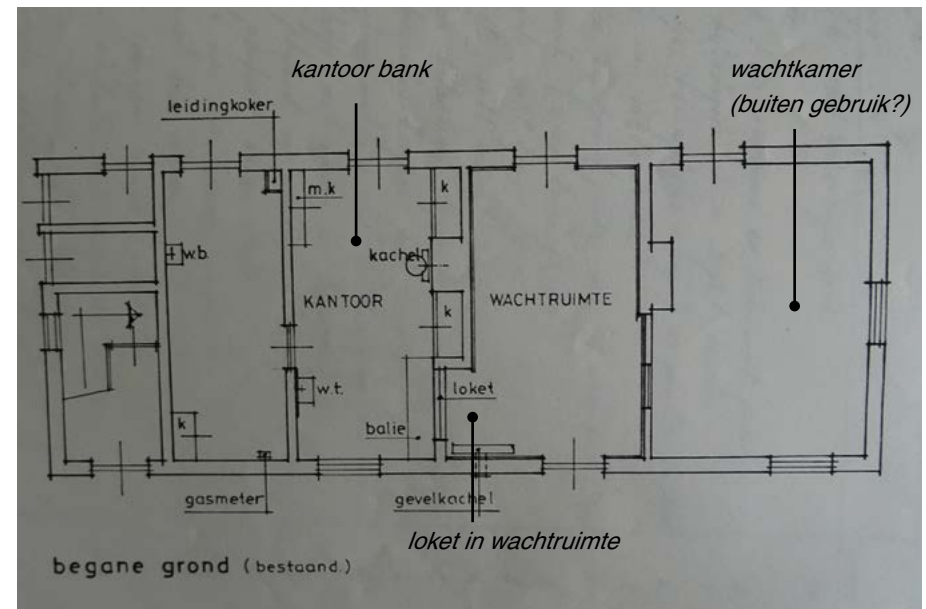 kantoor bank
wachtkamer
(buiten gebruik?)
leidingkoker
m.k
k
w.b.
kachel
KANTOOR
WACHTRUIMTE
k
w.t.
loket
k
balie
gasmeter
gevelkachel
loket in wachtruimte
begane grond (bestaand.)